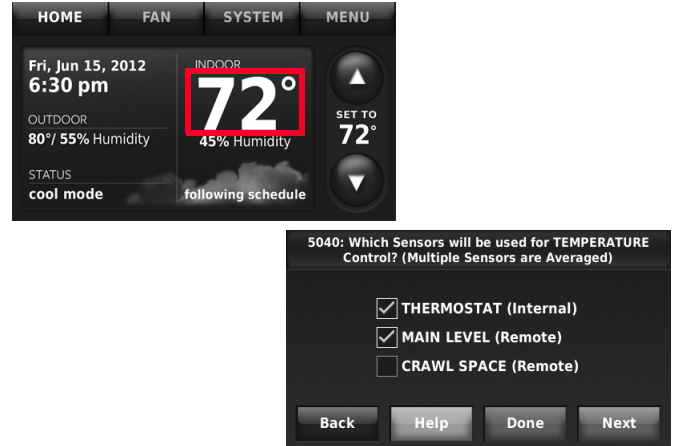 HOME FAN SYSTEM MENU
Fri, Jun 15, 2012
6:30 pm
OUTDOOR
80°/ 55% Humidity
STATUS
cool mode
INDOOR
72°
45% Humidity
following schedule
SET TO
72°
5040: Which Sensors will be used for TEMPERATURE
Control? (Multiple Sensors are Averaged)
THERMOSTAT (Internal)
MAIN LEVEL (Remote)
CRAWL SPACE (Remote)
Back Help Done Next